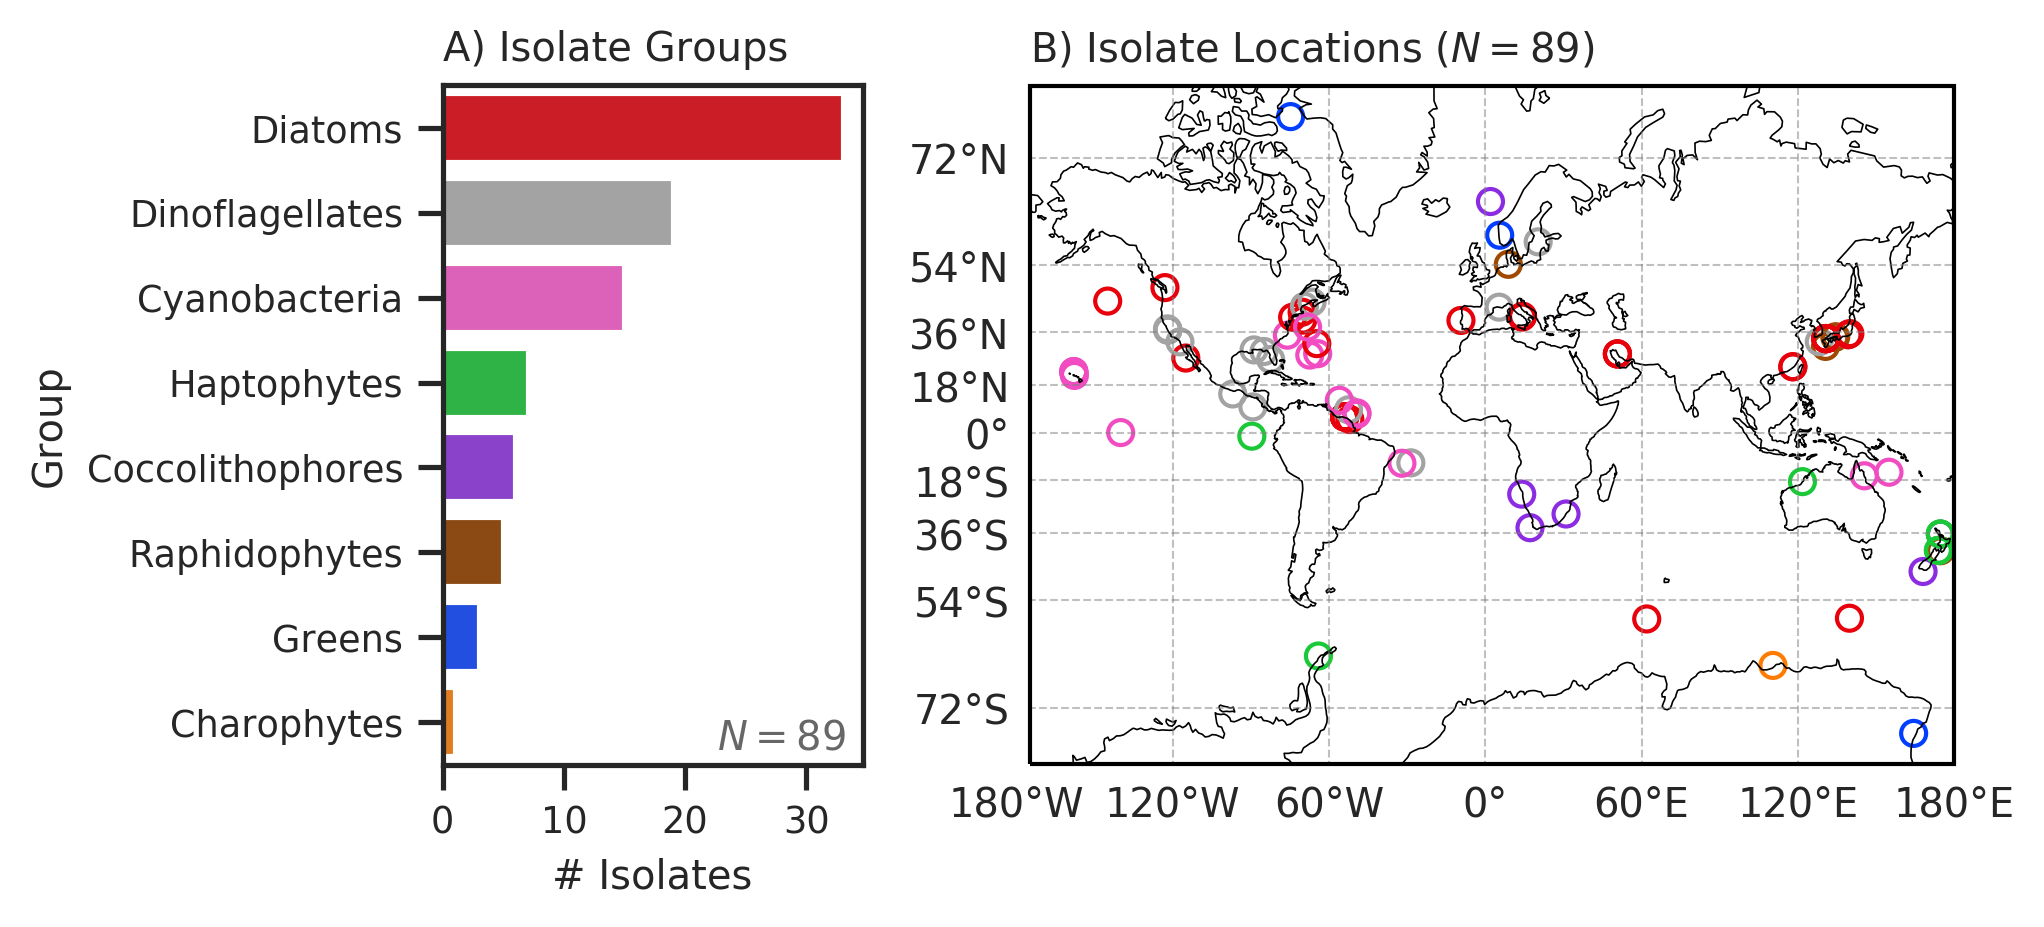 A) Isolate Groups
Group
Diatoms
Dinoflagellates
Cyanobacteria
Haptophytes
Coccolithophores
Raphidophytes
Greens
Charophytes
N = 89
0 10 20 30
# Isolates
B) Isolate Locations (N = 89)
72°N
54°N
36°N
18°N
0°
18°S
36°S
54°S
72°S
180°W 120°W 60°W 0° 60°E 120°E 180°E